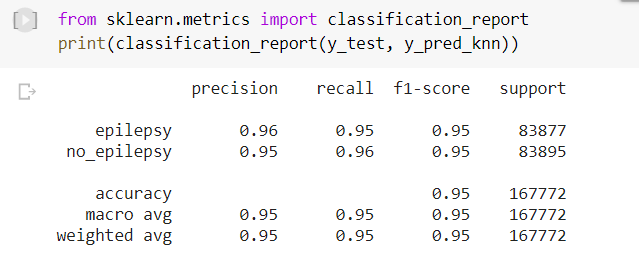 from sklearn.metrics import classification_report
print(classification_report(y_test, y_pred_knn))
precision recall f1-score support
epilepsy 0.96 0.95 0.95 83877
no_epilepsy 0.95 0.96 0.95 83895
accuracy 0.95 167772
macro avg 0.95 0.95 0.95 167772
weighted avg 0.95 0.95 0.95 167772